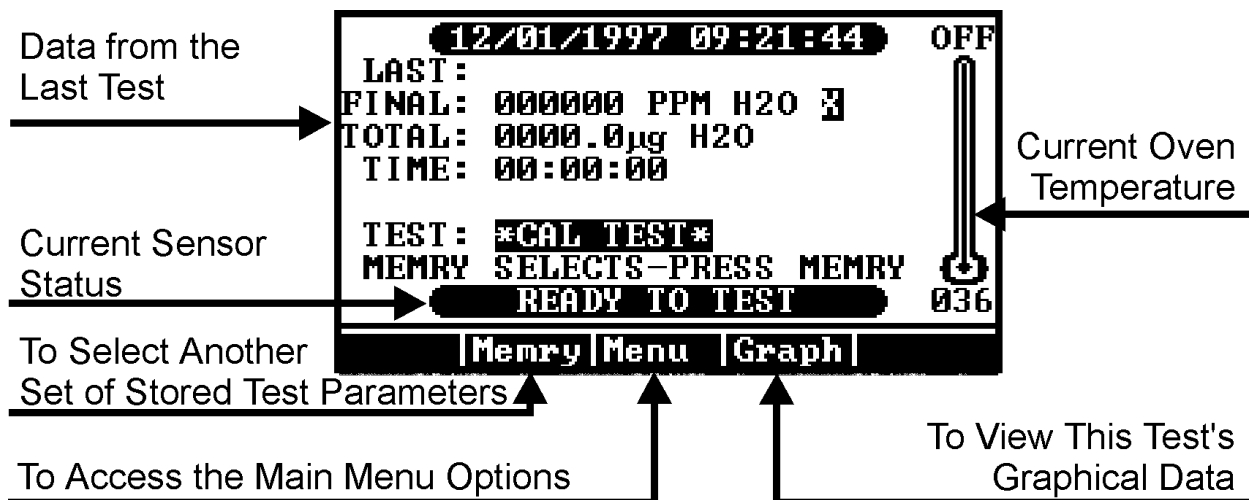 Data from the
Last Test
12/01/1997 09:21:44
OFF
LAST:
FINAL: 000000 PPM H2O
TOTAL: 0000.0µg H2O
TIME: 00:00:00
Current Oven
Temperature
TEST: *CAL TEST*
MEMRY SELECTS-PRESS MEMRY
Current Sensor
Status
READY TO TEST
036
Memry|Menu |Graph|
To Select Another
Set of Stored Test Parameters
To Access the Main Menu Options
To View This Test's
Graphical Data